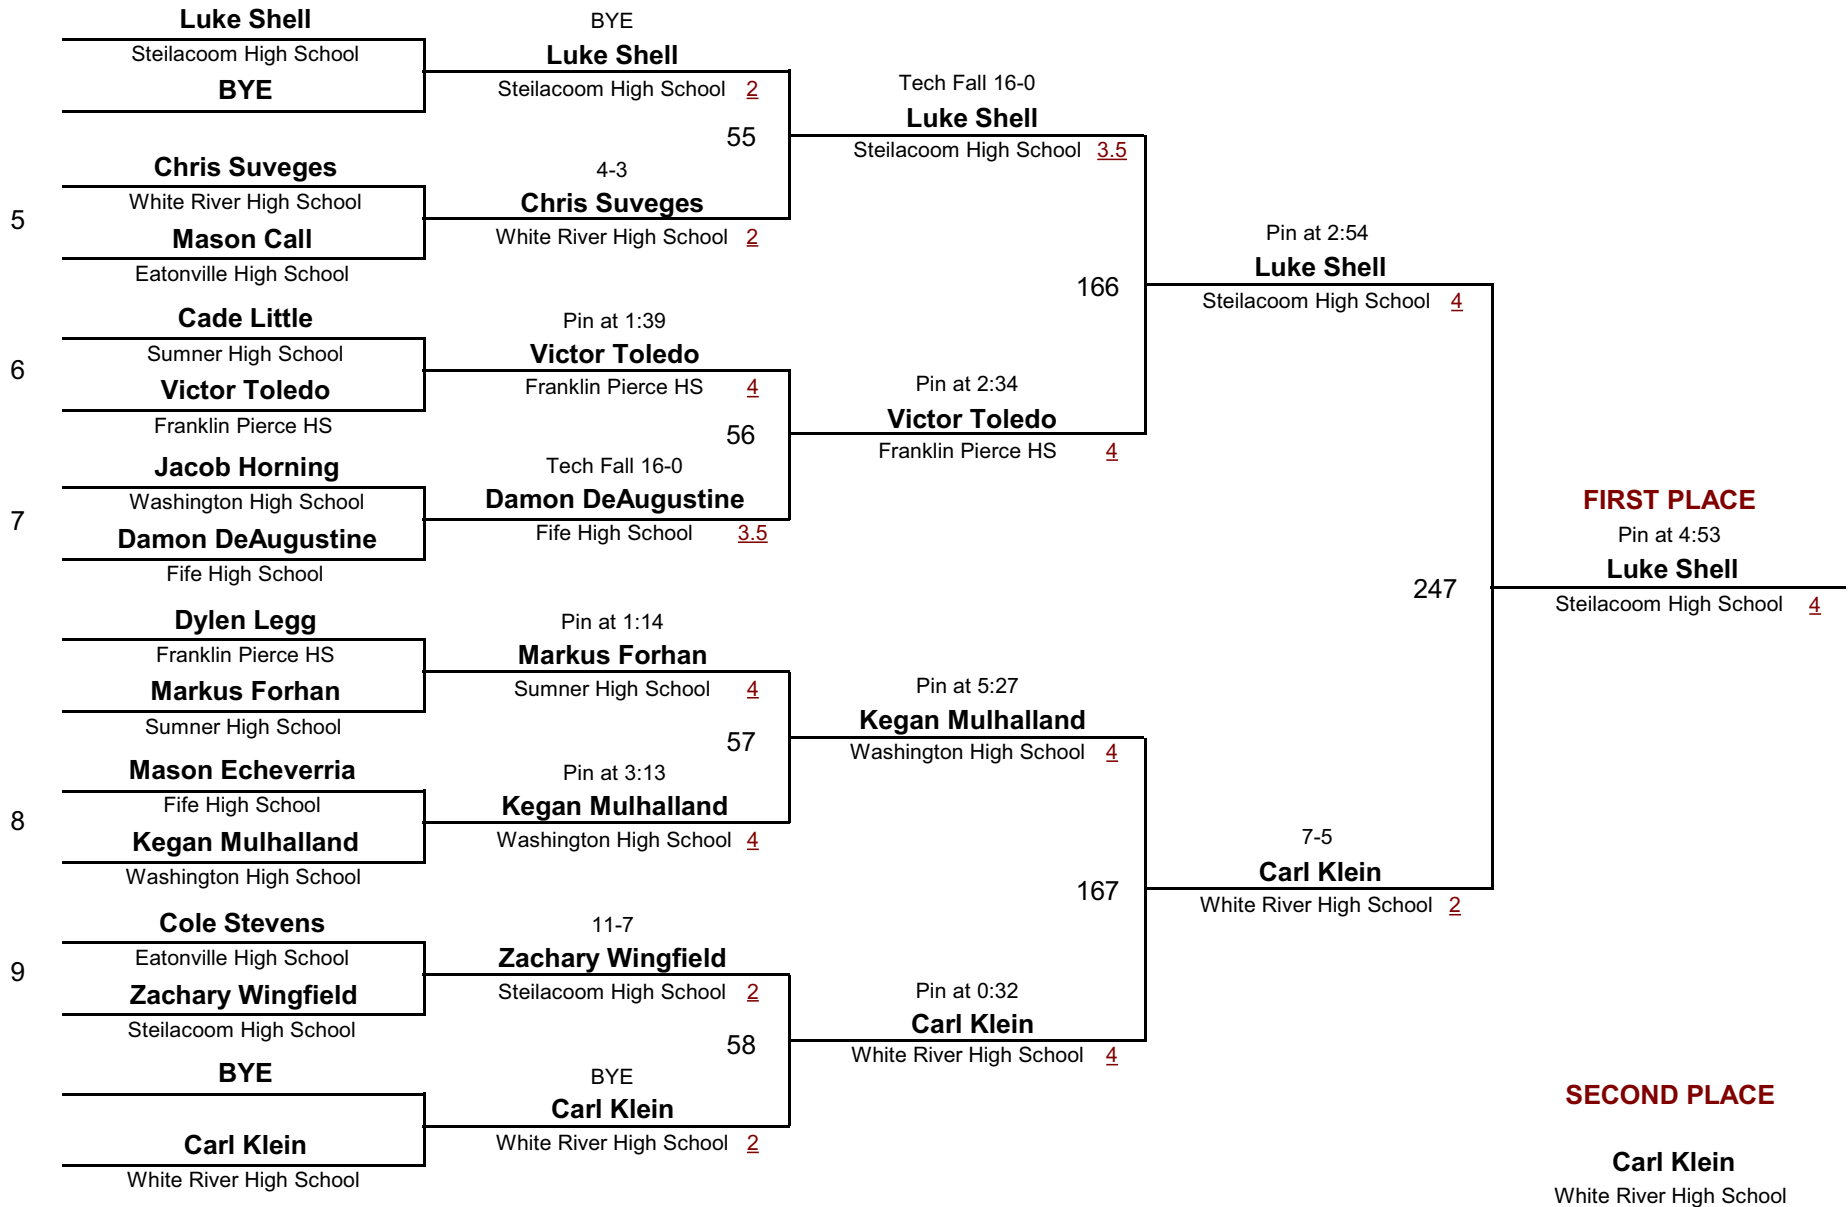 Luke Shell
Steilacoom High School
BYE
5
Chris Suveges
White River High School
Mason Call
Eatonville High School
6
Cade Little
Sumner High School
Victor Toledo
Franklin Pierce HS
7
Jacob Horning
Washington High School
Damon DeAugustine
Fife High School
Dylen Legg
Franklin Pierce HS
Markus Forhan
Sumner High School
8
Mason Echeverria
Fife High School
Kegan Mulhalland
Washington High School
9
Cole Stevens
Eatonville High School
Zachary Wingfield
Steilacoom High School
BYE
Carl Klein
White River High School
BYE
Luke Shell
Steilacoom High School 2
55
4-3
Chris Suveges
White River High School 2
Pin at 1:39
Victor Toledo
Franklin Pierce HS 4
56
Tech Fall 16-0
Damon DeAugustine
Fife High School 3.5
Pin at 1:14
Markus Forhan
Sumner High School 4
57
Pin at 3:13
Kegan Mulhalland
Washington High School 4
11-7
Zachary Wingfield
Steilacoom High School 2
58
BYE
Carl Klein
White River High School 2
Tech Fall 16-0
Luke Shell
Steilacoom High School 3.5
166
Pin at 2:34
Victor Toledo
Franklin Pierce HS 4
Pin at 5:27
Kegan Mulhalland
Washington High School 4
167
Pin at 0:32
Carl Klein
White River High School 4
Pin at 2:54
Luke Shell
Steilacoom High School 4
247
7-5
Carl Klein
White River High School 2
FIRST PLACE
Pin at 4:53
Luke Shell
Steilacoom High School 4
SECOND PLACE
Carl Klein
White River High School